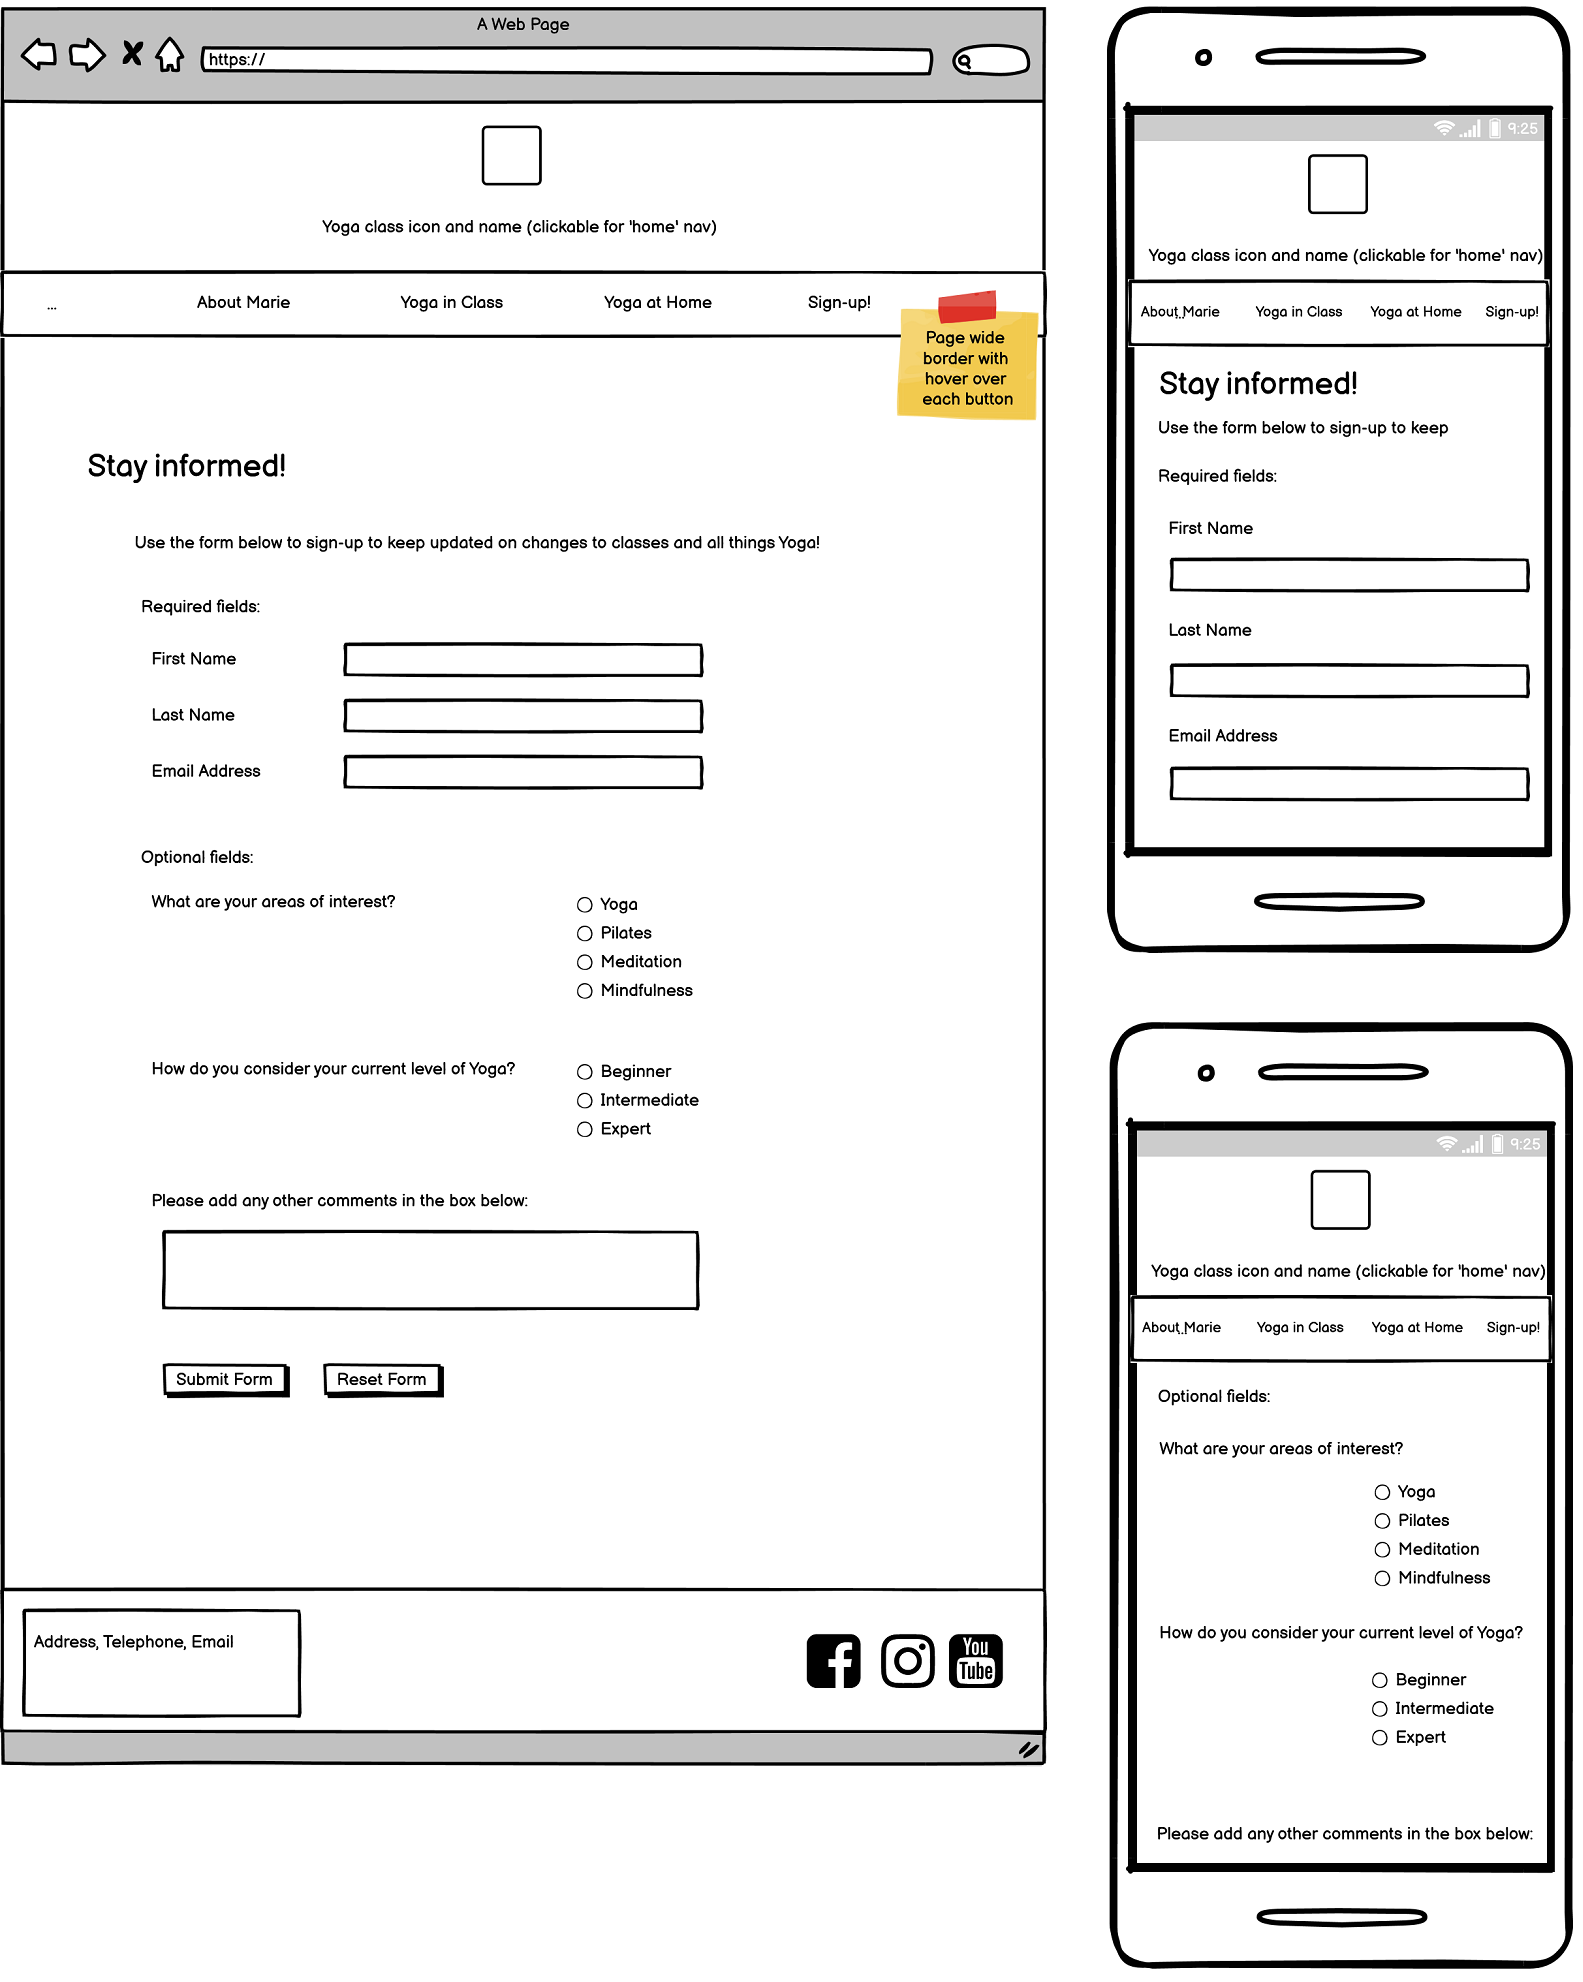 A Web Page
https://
Yoga class icon and name (clickable for 'home' nav)
... About Marie Yoga in Class Yoga at Home Sign-up!
Page wide
border with
hover over
each button
Stay informed!
Use the form below to sign-up to keep updated on changes to classes and all things Yoga!
Required fields:
First Name
Last Name
Email Address
Optional fields:
What are your areas of interest?
Yoga
Pilates
Meditation
Mindfulness
How do you consider your current level of Yoga?
Beginner
Intermediate
Expert
Please add any other comments in the box below:
Submit Form Reset Form
Address, Telephone, Email
You
Tube
9:25
Yoga class icon and name (clickable for 'home' nav)
About Marie Yoga in Class Yoga at Home Sign-up!
...
Stay informed!
Use the form below to sign-up to keep
Required fields:
First Name
Last Name
Email Address
9:25
Yoga class icon and name (clickable for 'home' nav)
About Marie Yoga in Class Yoga at Home Sign-up!
...
Optional fields:
What are your areas of interest?
Yoga
Pilates
Meditation
Mindfulness
How do you consider your current level of Yoga?
Beginner
Intermediate
Expert
Please add any other comments in the box below: